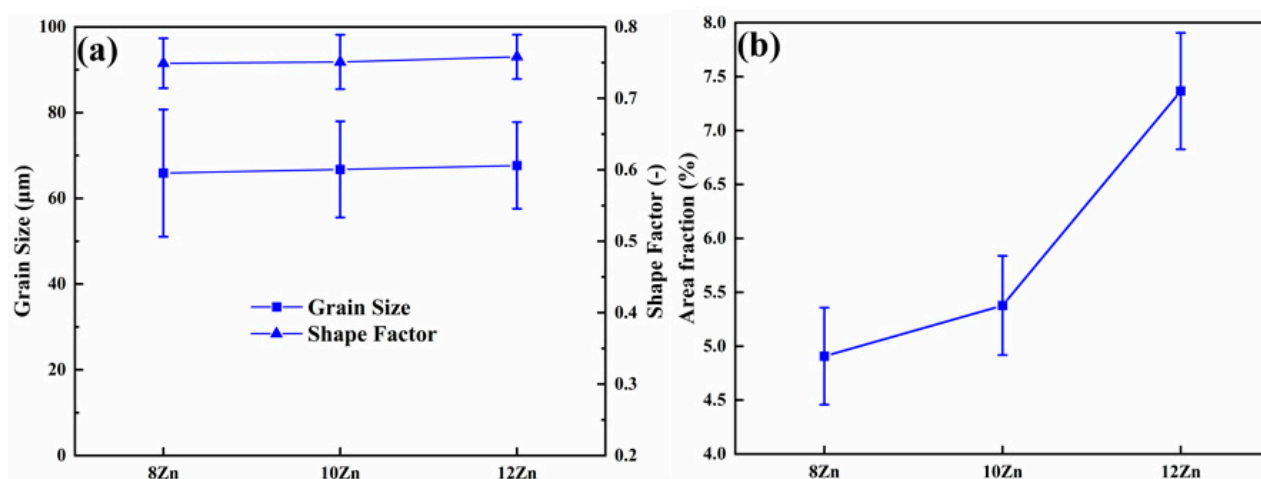 (a)
Grain Size (μm)
100
80
60
40
20
0
8Zn
10Zn
12Zn
Grain Size
Shape Factor
0.8
0.7
0.6
0.5
0.4
0.3
0.2
Shape Factor (-)
(b)
Area fraction (%)
8.0
7.5
7.0
6.5
6.0
5.5
5.0
4.5
4.0
8Zn
10Zn
12Zn